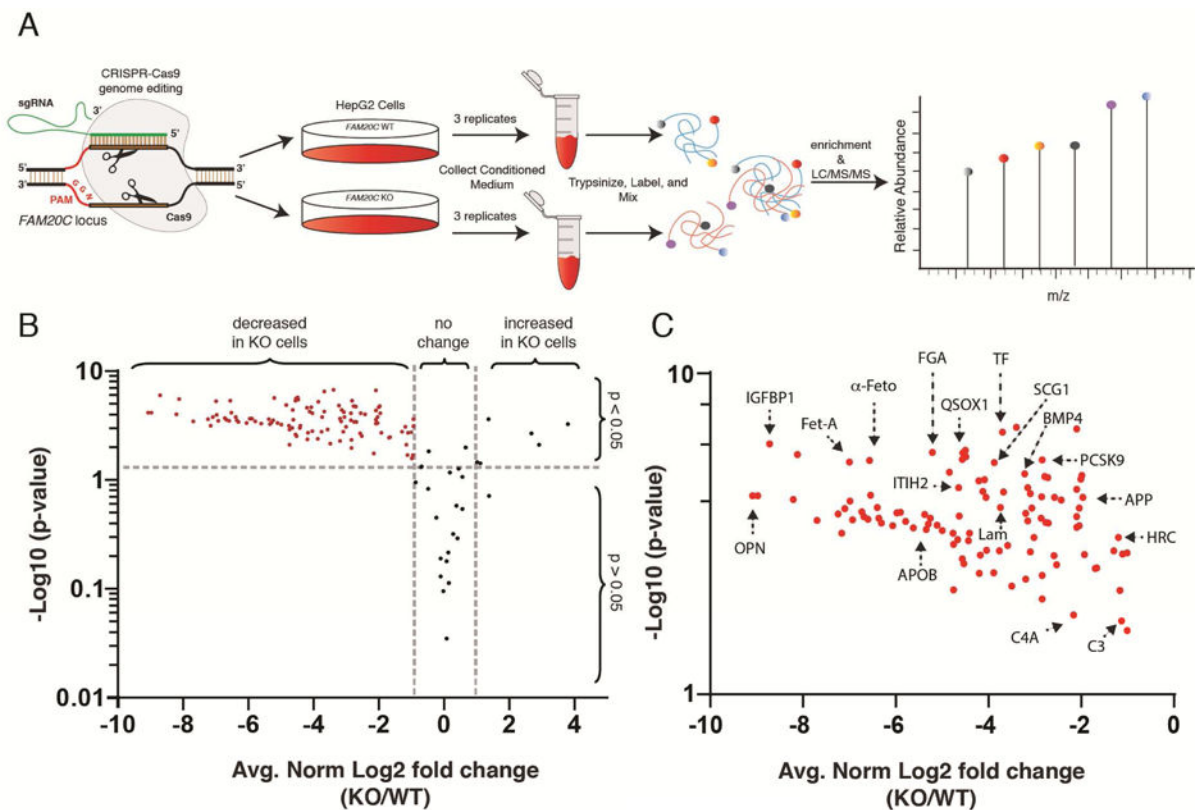 A
CRISPR-Cas9
genome editing
sgRNA
3'
5'
5'
3'
3'
5'
PAM
G G N
Cas9
FAM20C locus
HepG2 Cells
FAM20C WT
FAM20C KO
3 replicates
Collect Conditioned
Medium
3 replicates
Trypsinize, Label, and
Mix
enrichment
&
LC/MS/MS
Relative Abundance
m/z
B
decreased
in KO cells
no
change
increased
in KO cells
10
1
0.1
0.01
-Log10 (p-value)
p < 0.05
p > 0.05
-10 -8 -6 -4 -2 0 2 4
Avg. Norm Log2 fold change
(KO/WT)
C
10
1
-Log10 (p-value)
IGFBP1
Fet-A
α-Feto
FGA
QSOX1
TF
SCG1
BMP4
PCSK9
ITIH2
APP
OPN
APOB
Lam
HRC
C4A
C3
-10 -8 -6 -4 -2 0
Avg. Norm Log2 fold change
(KO/WT)